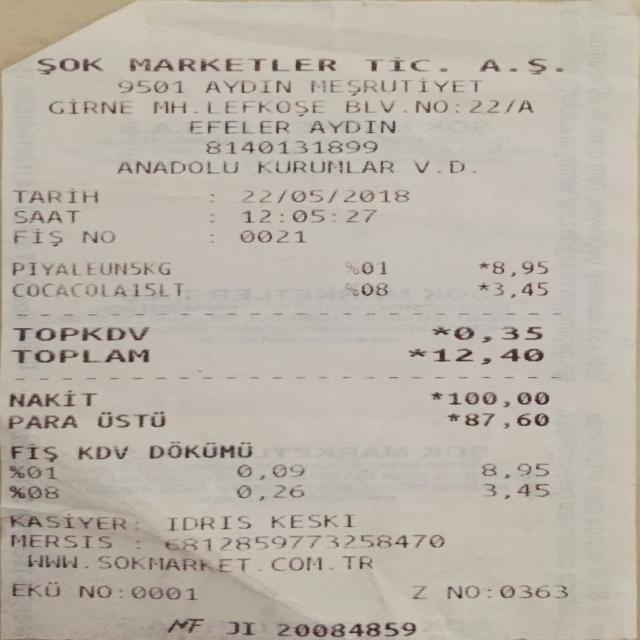 ŞOK MARKETLER TİC. A.Ş.
9501 AYDIN MEŞRUTİYET
GİRNE MH.LEFKOŞE BLV.NO:22/A
EFELER AYDIN
8140131899
ANADOLU KURUMLAR V.D.
TARİH : 22/05/2018
SAAT : 12:05:27
FİŞ NO : 0021
PİYALEUN5KG %01 *8,95
COCACOLA15LT %08 *3,45
TOPKDV *0,35
TOPLAM *12,40
NAKİT *100,00
PARA ÜSTÜ *87,60
FİŞ KDV DÖKÜMÜ
%01 0,09 8,95
%08 0,26 3,45
KASİYER: IDRIS KESKI
MERSIS : 6812859773258470
WWW.SOKMARKET.COM.TR
EKÜ NO:0001 Z NO:0363
MF JI 20084859